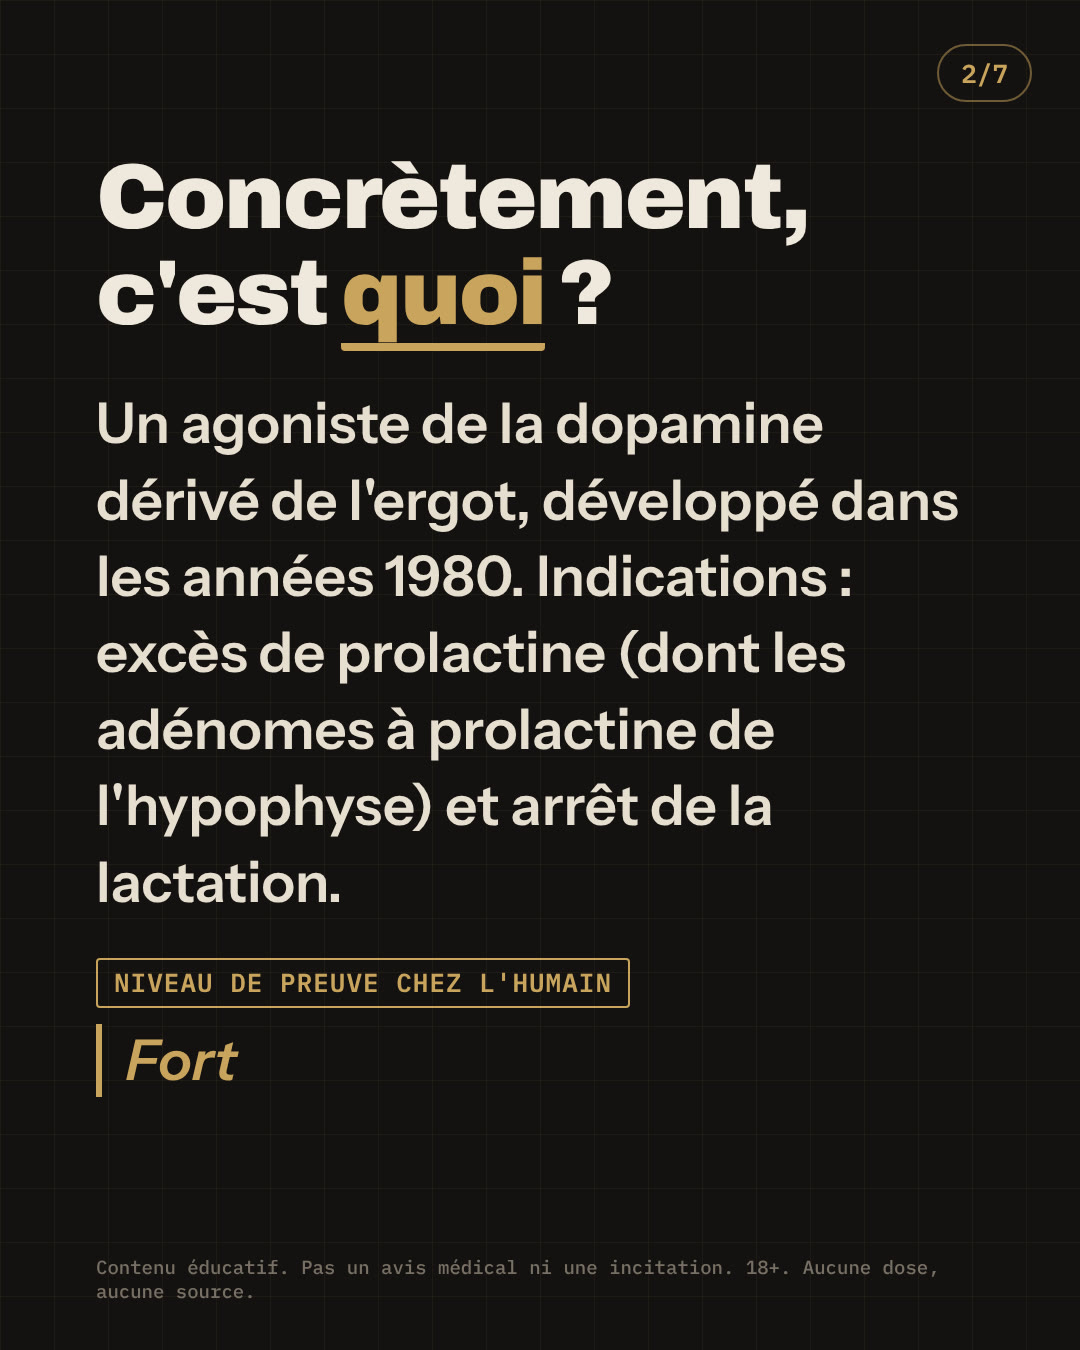 2/7
Concrètement,
c'est quoi ?
Un agoniste de la dopamine
dérivé de l'ergot, développé dans
les années 1980. Indications :
excès de prolactine (dont les
adénomes à prolactine de
l'hypophyse) et arrêt de la
lactation.
NIVEAU DE PREUVE CHEZ L'HUMAIN
Fort
Contenu éducatif. Pas un avis médical ni une incitation. 18+. Aucune dose,
aucune source.